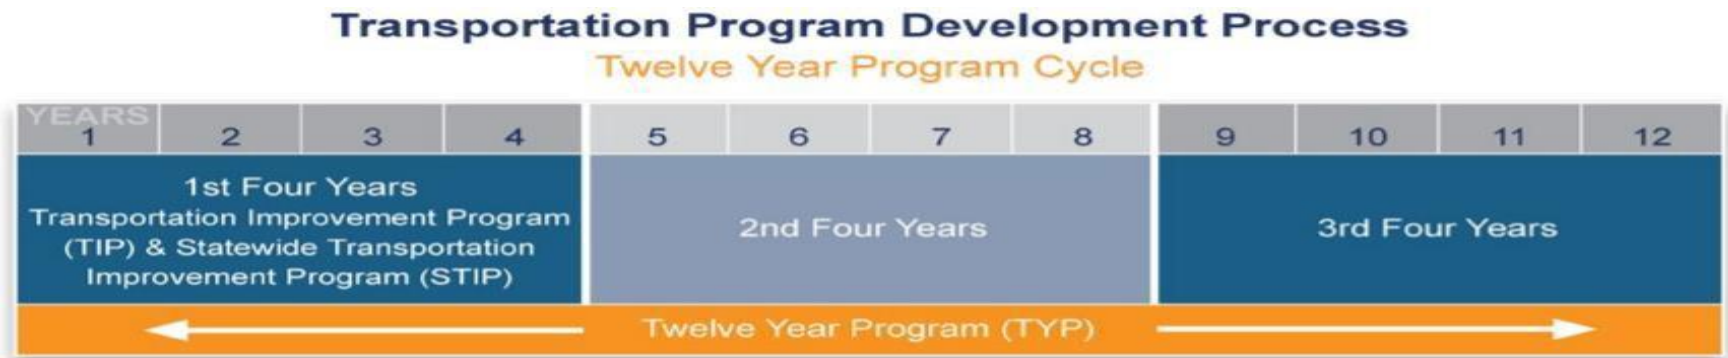 Transportation Program Development Process
Twelve Year Program Cycle
YEARS
1 2 3 4 5 6 7 8 9 10 11 12
1st Four Years
Transportation Improvement Program
(TIP) & Statewide Transportation
Improvement Program (STIP)
2nd Four Years
3rd Four Years
Twelve Year Program (TYP)